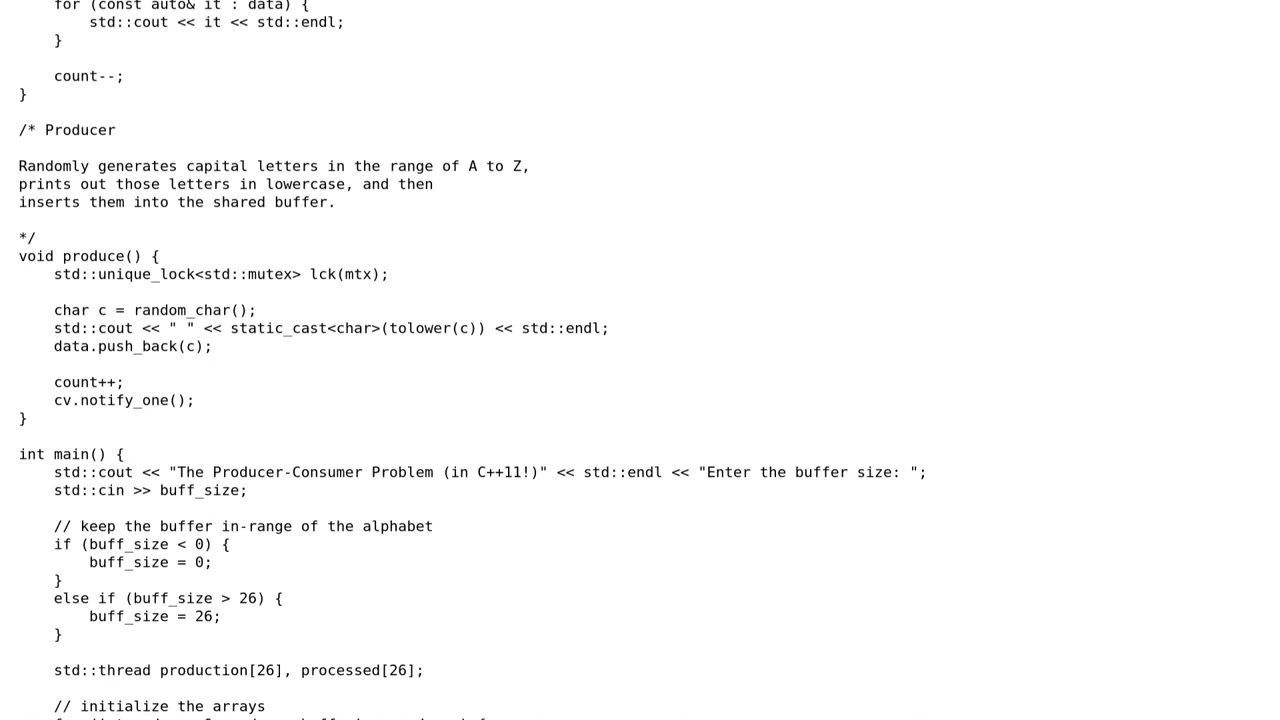 for (const auto& it : data) {
std::cout << it << std::endl;
}
count--;
}
/* Producer
Randomly generates capital letters in the range of A to Z,
prints out those letters in lowercase, and then
inserts them into the shared buffer.
*/
void produce() {
std::unique_lock<std::mutex> lck(mtx);
char c = random_char();
std::cout << " " << static_cast<char>(tolower(c)) << std::endl;
data.push_back(c);
count++;
cv.notify_one();
}
int main() {
std::cout << "The Producer-Consumer Problem (in C++11!)" << std::endl << "Enter the buffer size: ";
std::cin >> buff_size;
// keep the buffer in-range of the alphabet
if (buff_size < 0) {
buff_size = 0;
}
else if (buff_size > 26) {
buff_size = 26;
}
std::thread production[26], processed[26];
// initialize the arrays